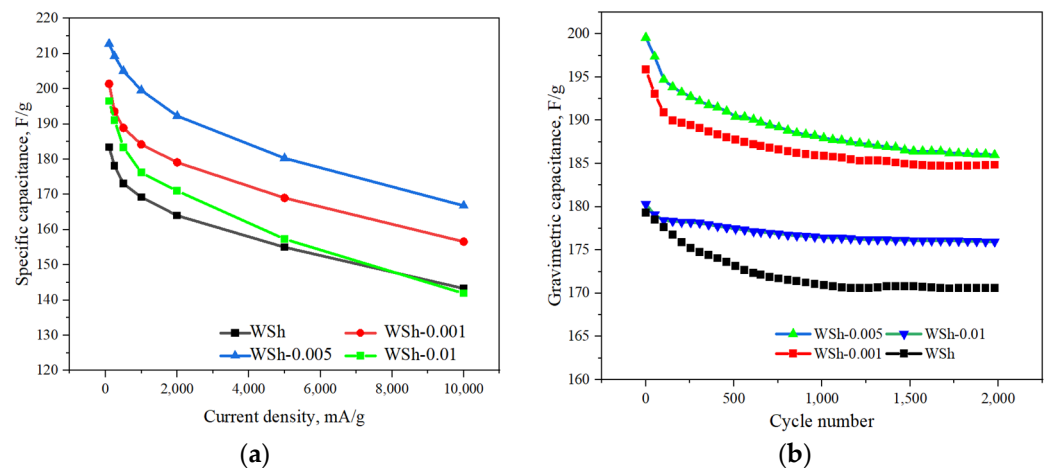 Specific capacitance, F/g
220
210
200
190
180
170
160
150
140
130
120
0
2,000
4,000
6,000
8,000
10,000
Current density, mA/g
WSh
WSh-0.001
WSh-0.005
WSh-0.01
(a)
Gravimetric capacitance, F/g
200
195
190
185
180
175
170
165
160
0
500
1,000
1,500
2,000
Cycle number
WSh-0.005
WSh-0.01
WSh-0.001
WSh
(b)